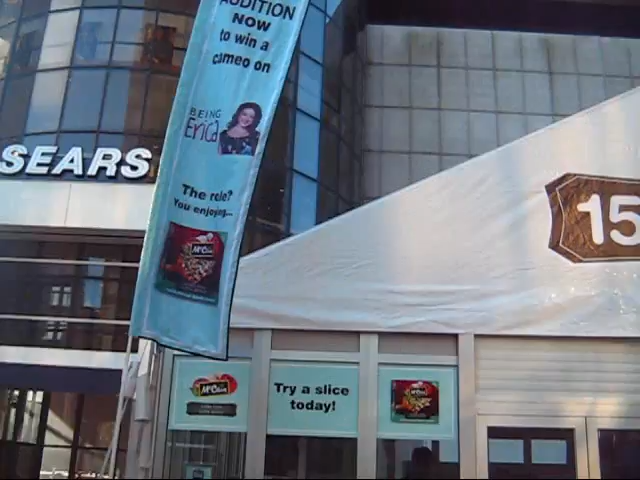 AUDITION
NOW
to win a
cameo on
BEING
Erica
The role?
You enjoying...
McCain
SEARS
15
McCain
Try a slice
today!
McCain